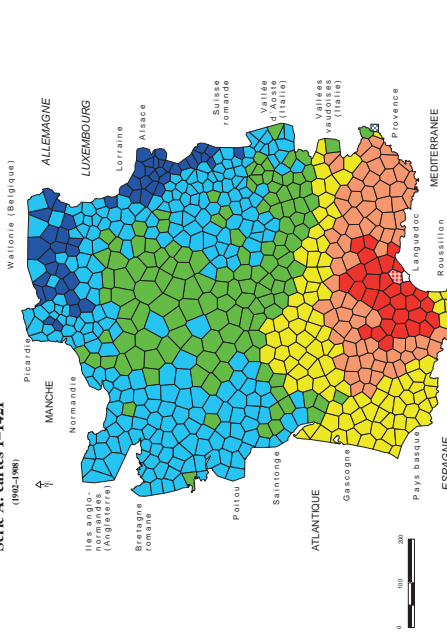 Série A: cartes 1–1421
(1902–1908)
N
Wallonie (Belgique)
ALLEMAGNE
LUXEMBOURG
Lorraine
Alsace
Suisse
romande
Vallée
d'Aoste
(Italie)
Vallées
vaudoises
(Italie)
Provence
MEDITERRANEE
Languedoc
Roussillon
Picardie
MANCHE
Normandie
Iles anglo-
normandes
(Angleterre)
Bretagne
romane
Poitou
Saintonge
ATLANTIQUE
Gascogne
Pays basque
ESPAGNE
0 100 200